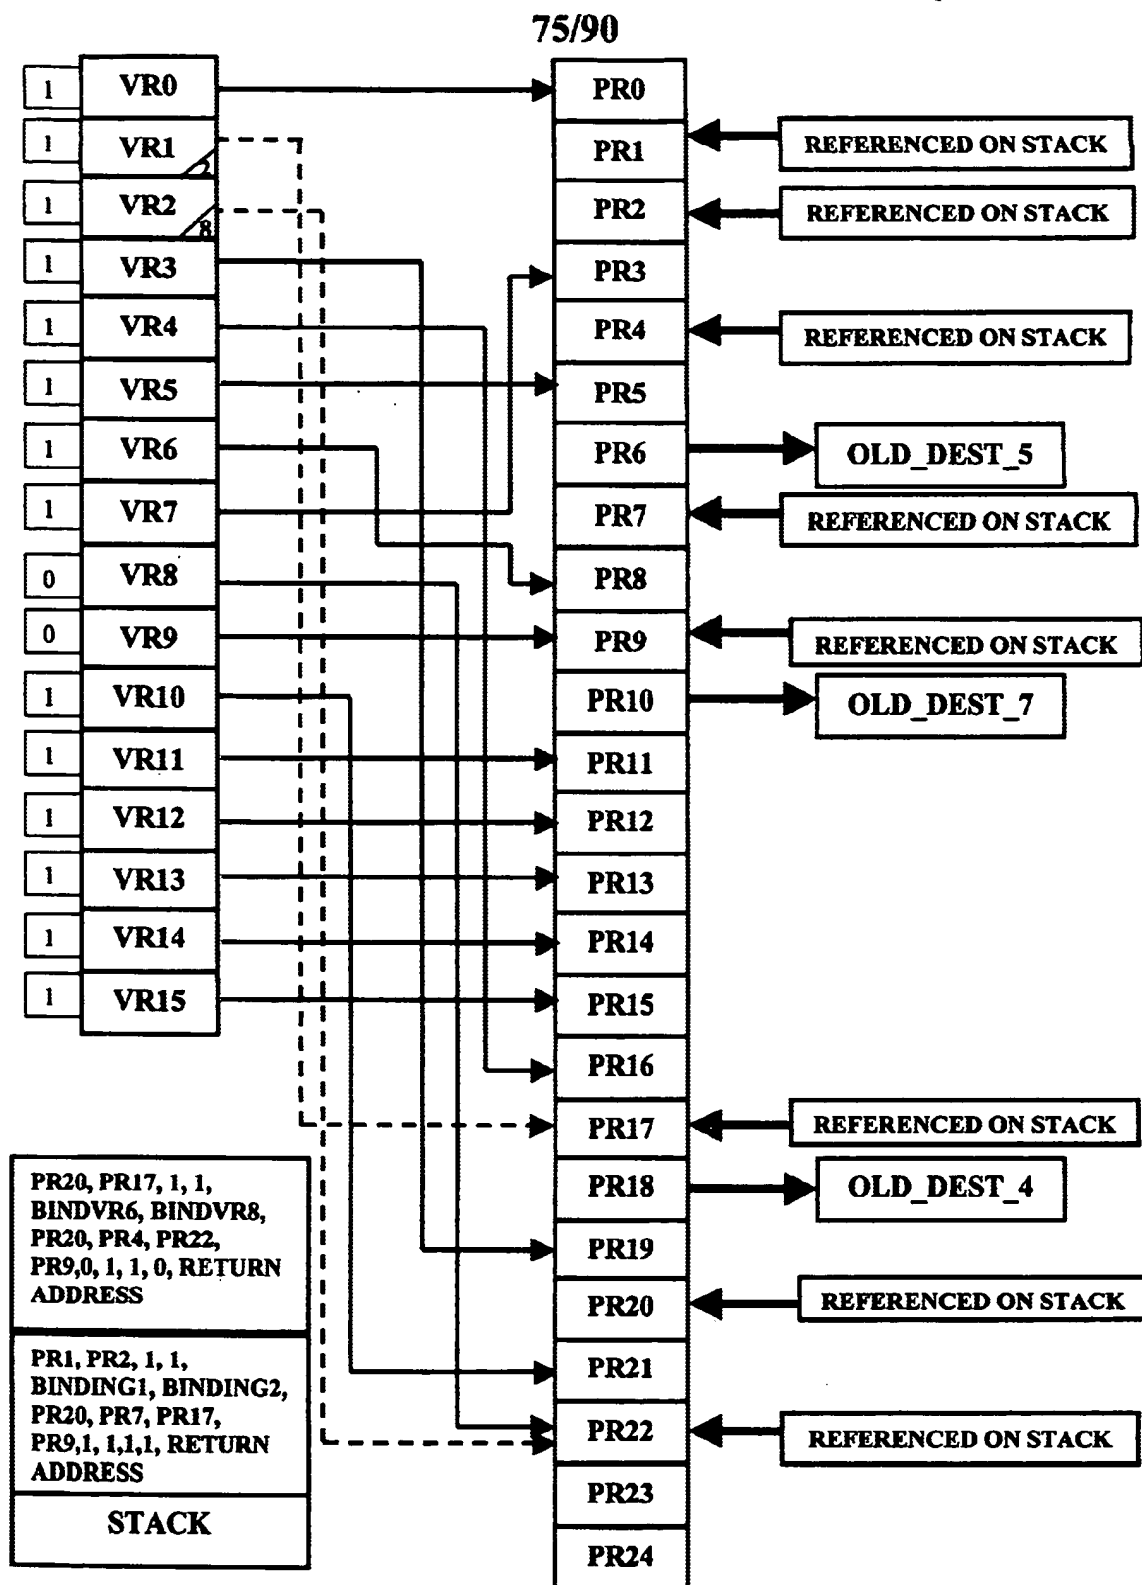 75/90
1 VR0 PR0
1 VR1 2 PR1 REFERENCED ON STACK
1 VR2 8 PR2 REFERENCED ON STACK
1 VR3 PR3
1 VR4 PR4 REFERENCED ON STACK
1 VR5 PR5
1 VR6 PR6 OLD_DEST_5
1 VR7 PR7 REFERENCED ON STACK
0 VR8 PR8
0 VR9 PR9 REFERENCED ON STACK
1 VR10 PR10 OLD_DEST_7
1 VR11 PR11
1 VR12 PR12
1 VR13 PR13
1 VR14 PR14
1 VR15 PR15
PR16
PR17 REFERENCED ON STACK
PR18 OLD_DEST_4
PR19
PR20 REFERENCED ON STACK
PR21
PR22 REFERENCED ON STACK
PR23
PR24
PR20, PR17, 1, 1,
BINDVR6, BINDVR8,
PR20, PR4, PR22,
PR9,0, 1, 1, 0, RETURN
ADDRESS
PR1, PR2, 1, 1,
BINDING1, BINDING2,
PR20, PR7, PR17,
PR9,1, 1,1,1, RETURN
ADDRESS
STACK